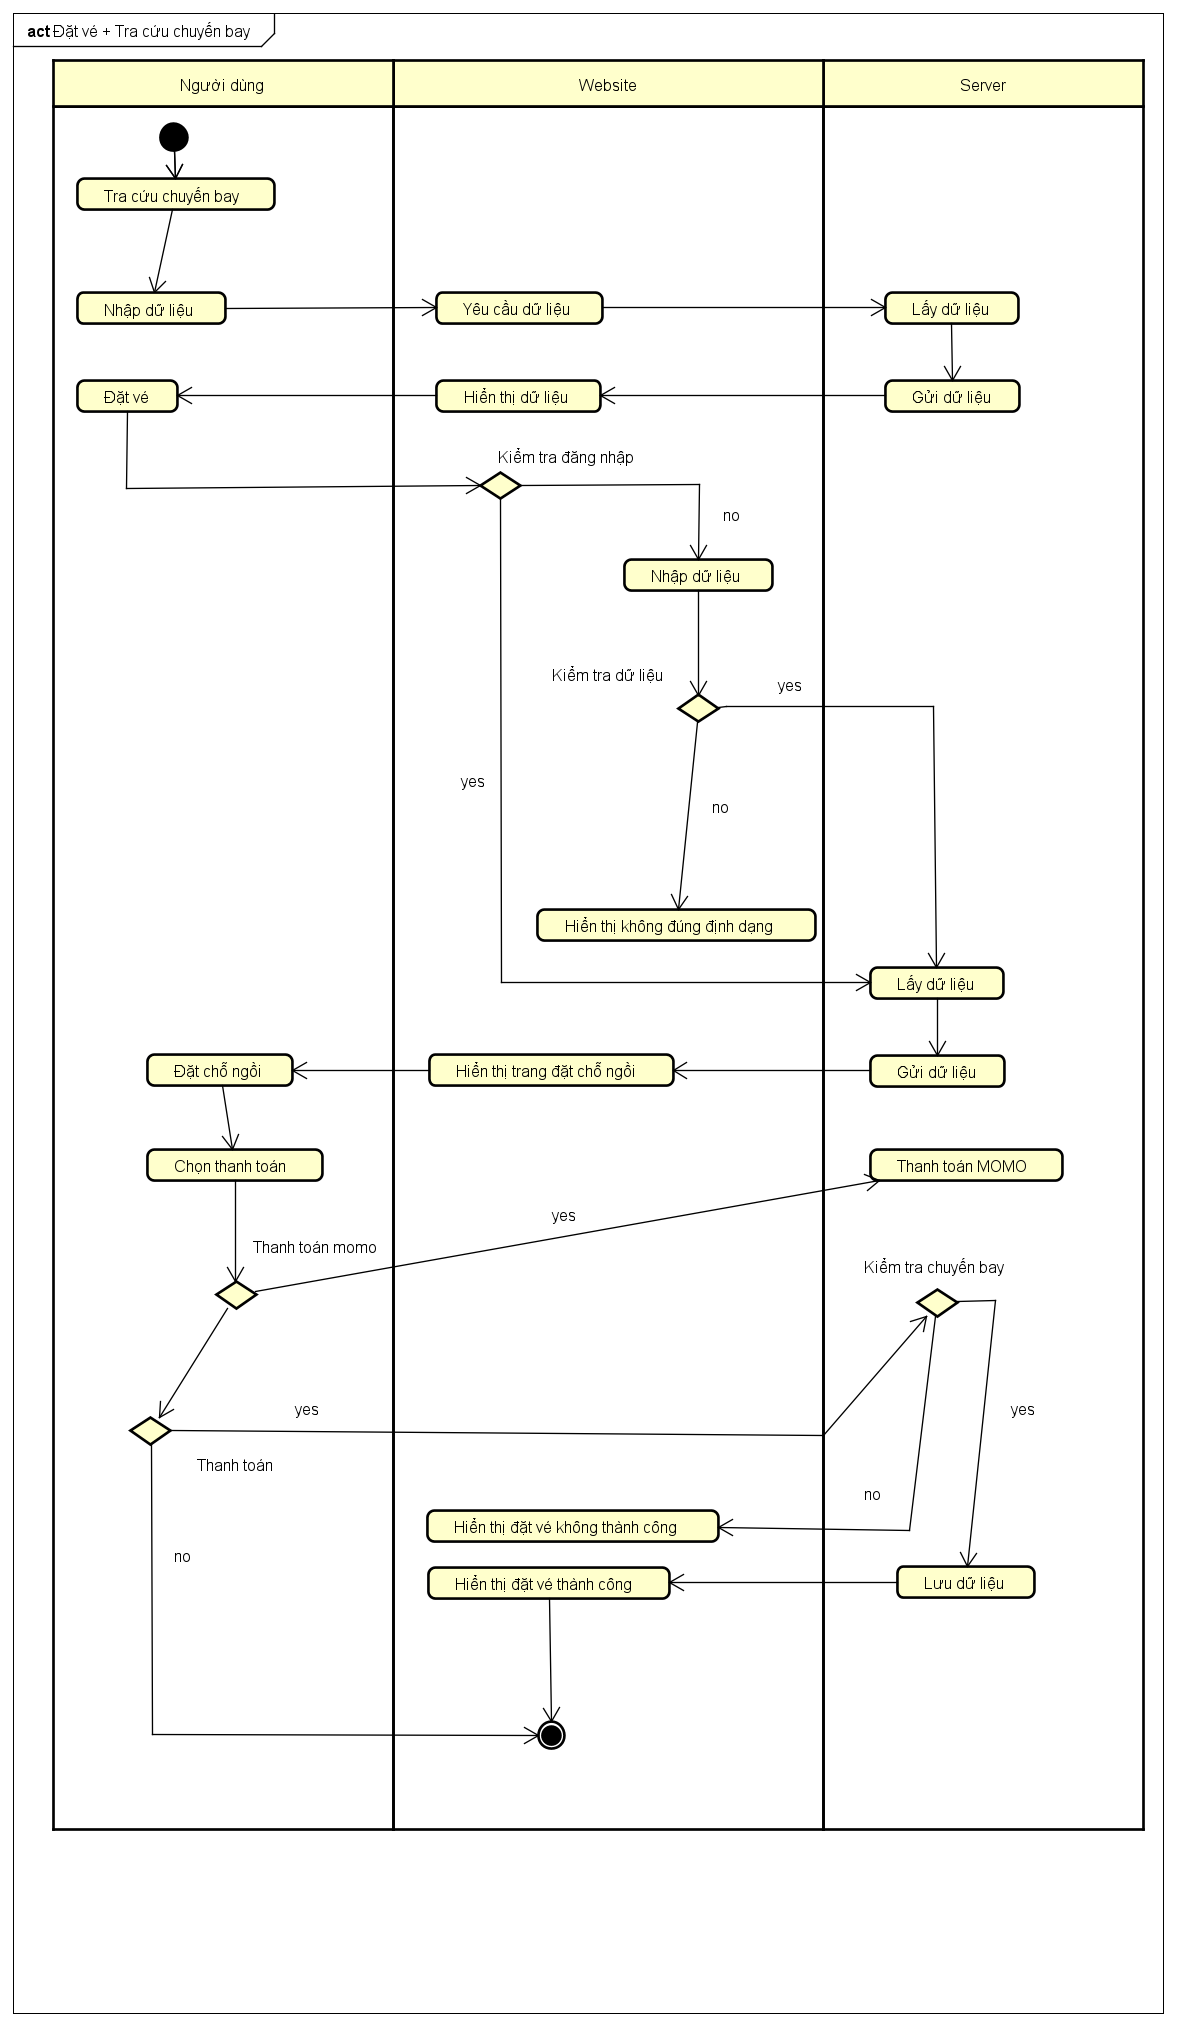 act Đặt vé + Tra cứu chuyến bay
Người dùng
Website
Server
Tra cứu chuyến bay
Nhập dữ liệu
Yêu cầu dữ liệu
Lấy dữ liệu
Đặt vé
Hiển thị dữ liệu
Gửi dữ liệu
Kiểm tra đăng nhập
no
Nhập dữ liệu
Kiểm tra dữ liệu
yes
yes
no
Hiển thị không đúng định dạng
Lấy dữ liệu
Đặt chỗ ngồi
Hiển thị trang đặt chỗ ngồi
Gửi dữ liệu
Chọn thanh toán
Thanh toán MOMO
yes
Thanh toán momo
Kiểm tra chuyến bay
yes
yes
Thanh toán
no
Hiển thị đặt vé không thành công
no
Hiển thị đặt vé thành công
Lưu dữ liệu